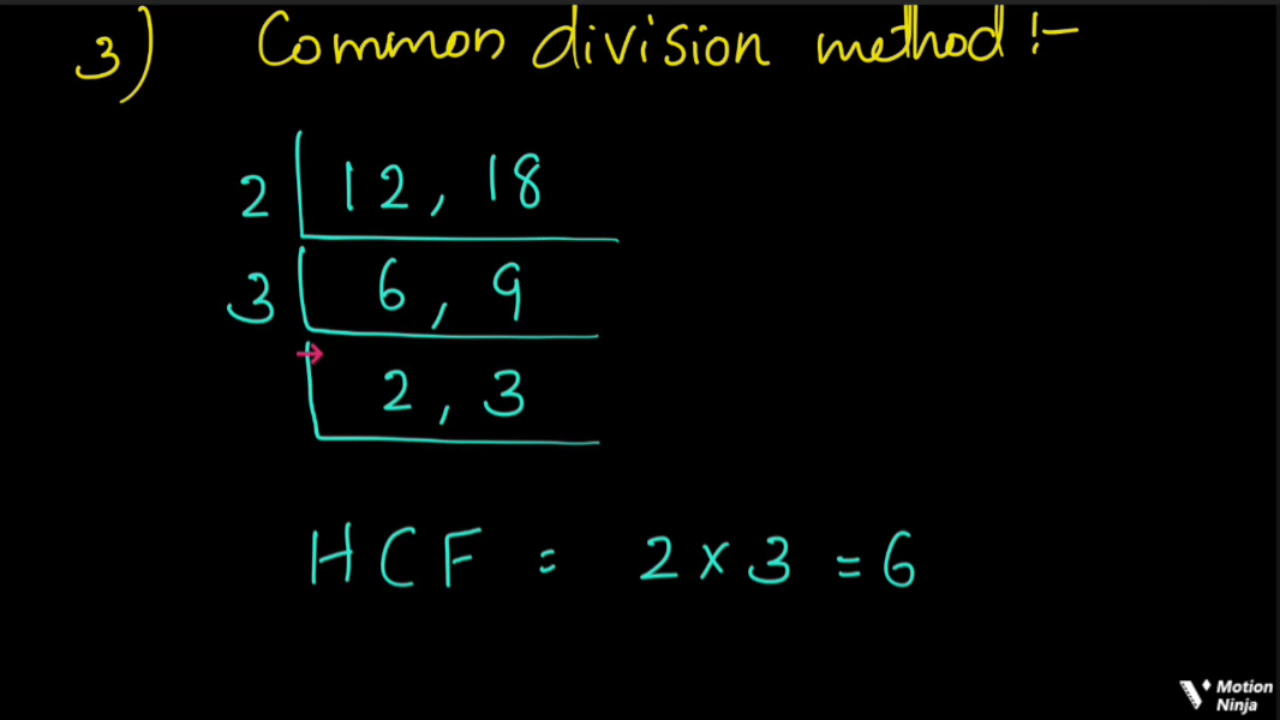 3) Common division method :-
2 12, 18
3 6, 9
2, 3
HCF = 2 × 3 = 6
Motion
Ninja